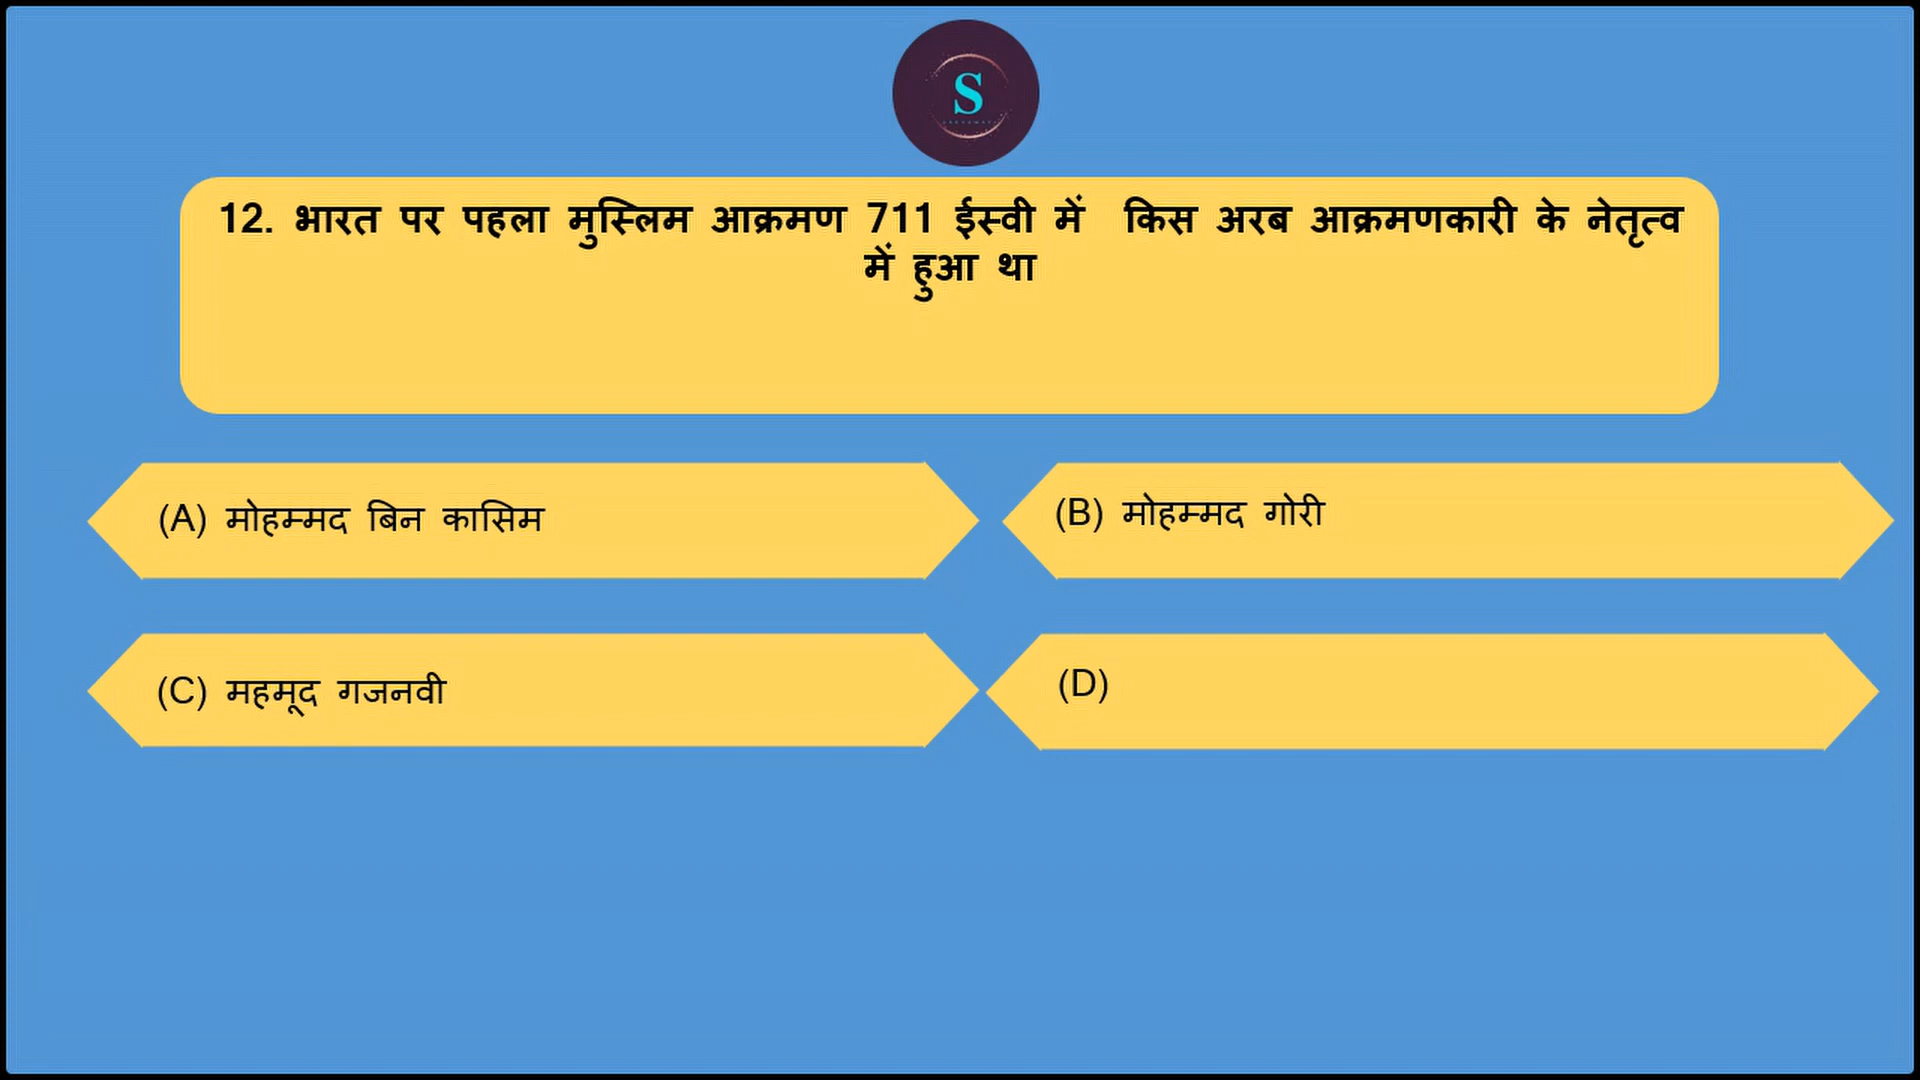 S
12. भारत पर पहला मुस्लिम आक्रमण 711 ईस्वी में किस अरब आक्रमणकारी के नेतृत्व
में हुआ था
(A) मोहम्मद बिन कासिम
(B) मोहम्मद गोरी
(C) महमूद गजनवी
(D)